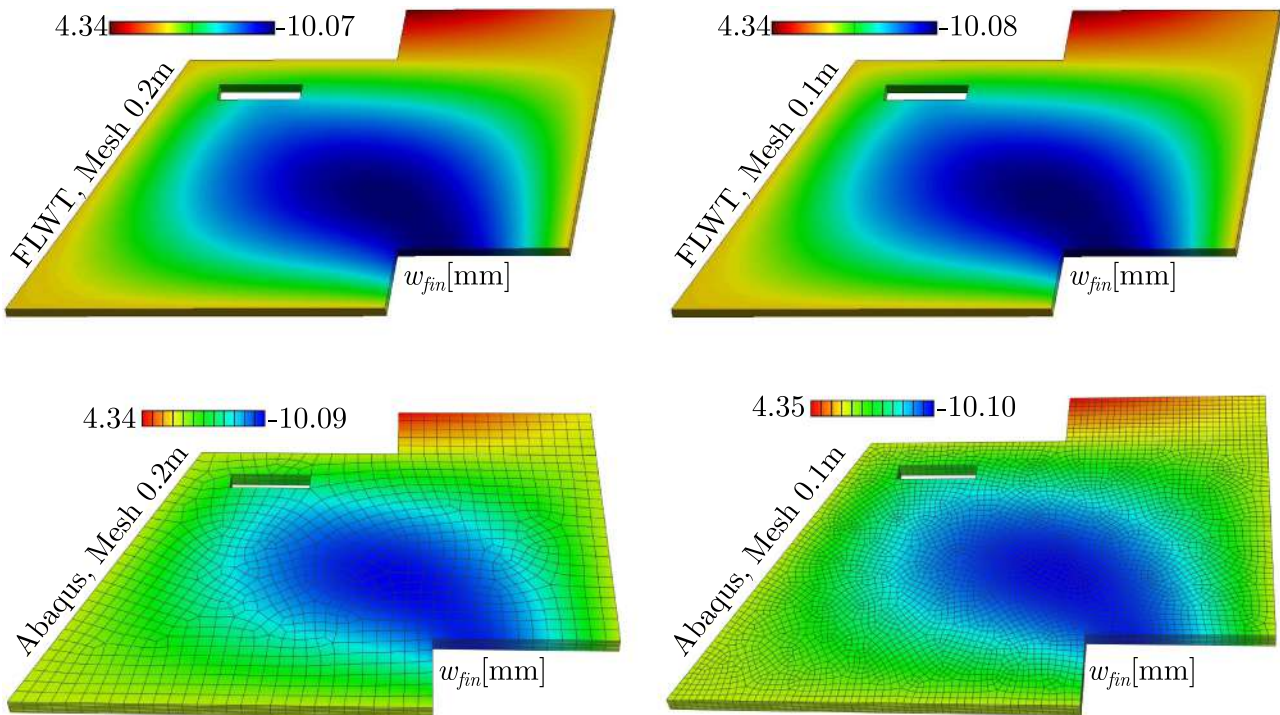 4.34 -10.07
FLWT, Mesh 0.2m
w_fin[mm]
4.34 -10.08
FLWT, Mesh 0.1m
w_fin[mm]
4.34 -10.09
Abaqus, Mesh 0.2m
w_fin[mm]
4.35 -10.10
Abaqus, Mesh 0.1m
w_fin[mm]